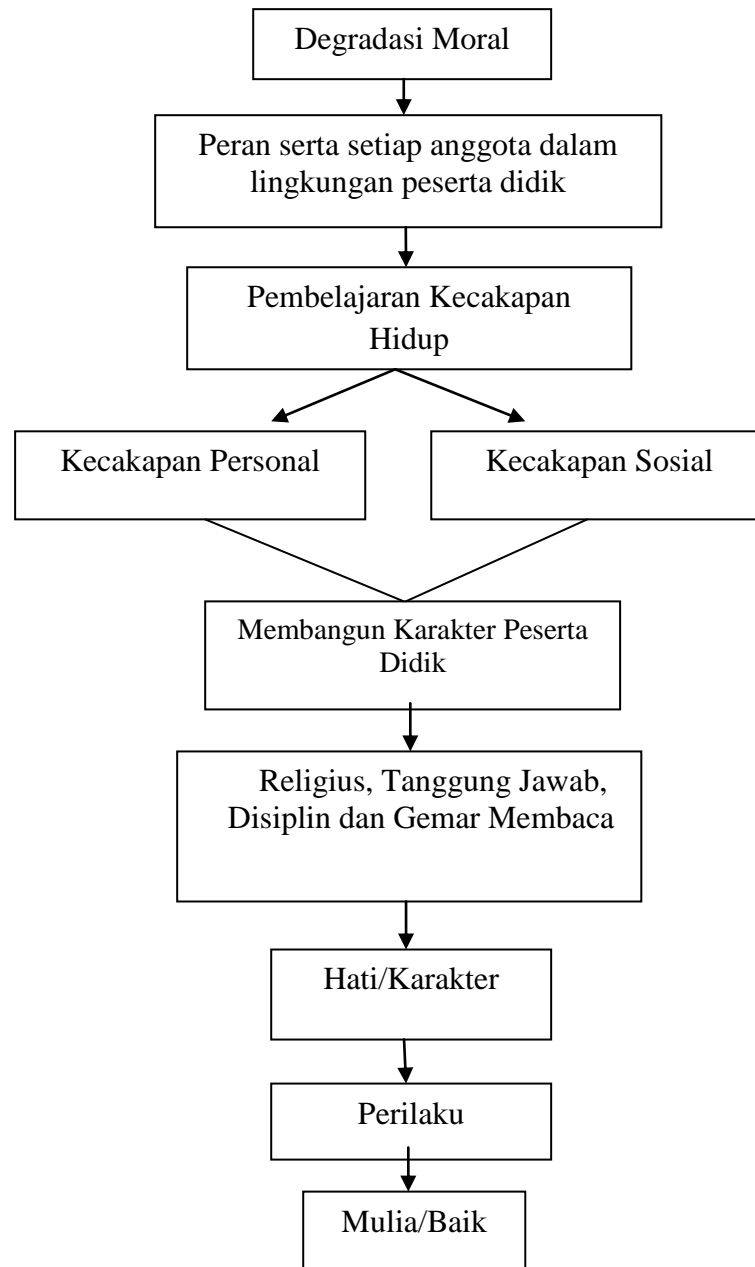 Degradasi Moral
Peran serta setiap anggota dalam
lingkungan peserta didik
Pembelajaran Kecakapan
Hidup
Kecakapan Personal
Kecakapan Sosial
Membangun Karakter Peserta
Didik
Religius, Tanggung Jawab,
Disiplin dan Gemar Membaca
Hati/Karakter
Perilaku
Mulia/Baik